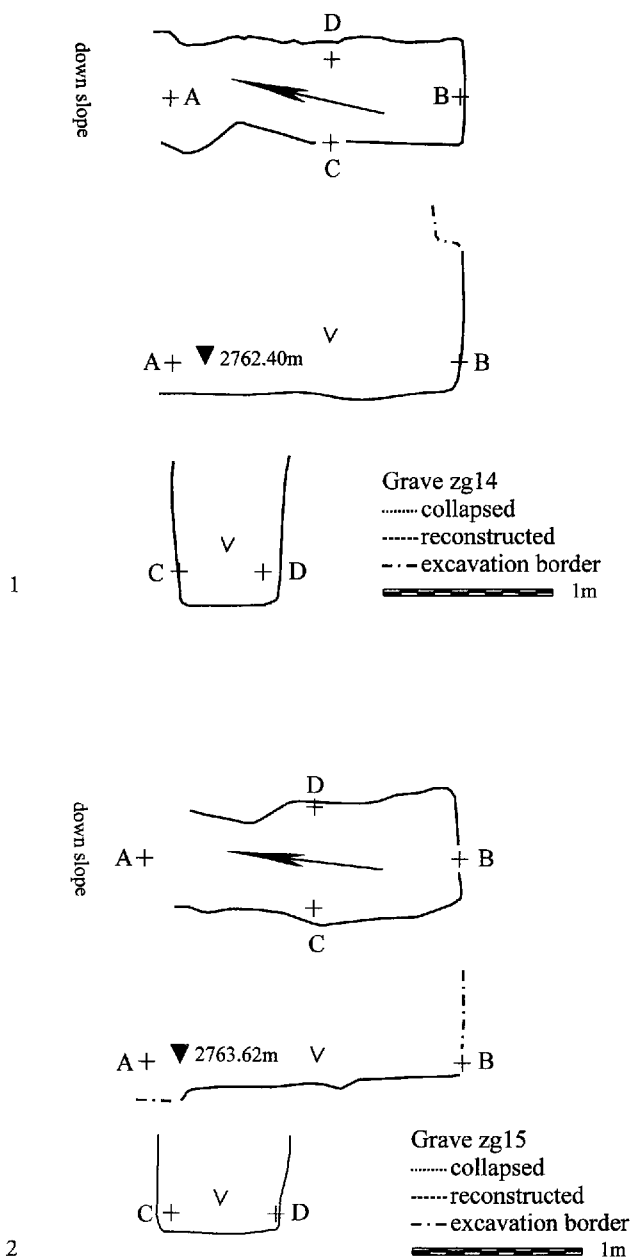 D
down slope
A
B
C
A
2762.40m
B
C
D
Grave zg14
collapsed
reconstructed
excavation border
1m
1
D
down slope
A
B
C
A
2763.62m
B
C
D
Grave zg15
collapsed
reconstructed
excavation border
1m
2